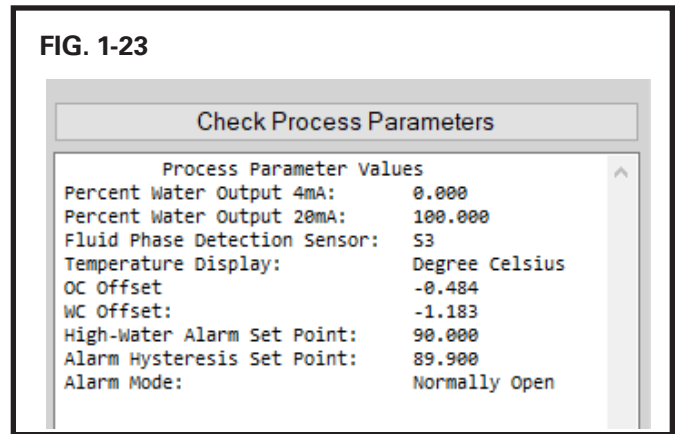 FIG. 1-23
Check Process Parameters
Process Parameter Values
Percent Water Output 4mA: 0.000
Percent Water Output 20mA: 100.000
Fluid Phase Detection Sensor: S3
Temperature Display: Degree Celsius
OC Offset -0.484
WC Offset: -1.183
High-Water Alarm Set Point: 90.000
Alarm Hysteresis Set Point: 89.900
Alarm Mode: Normally Open